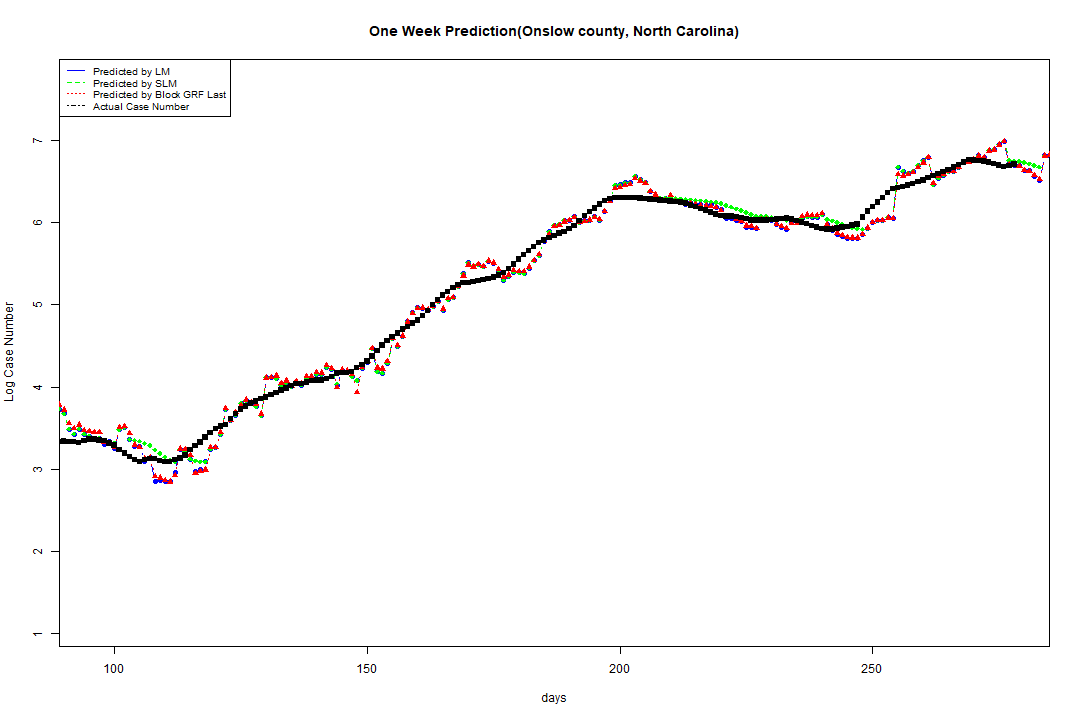 One Week Prediction(Onslow county, North Carolina)
Predicted by LM
Predicted by SLM
Predicted by Block GRF Last
Actual Case Number
7
6
5
4
3
2
1
Log Case Number
100 150 200 250
days